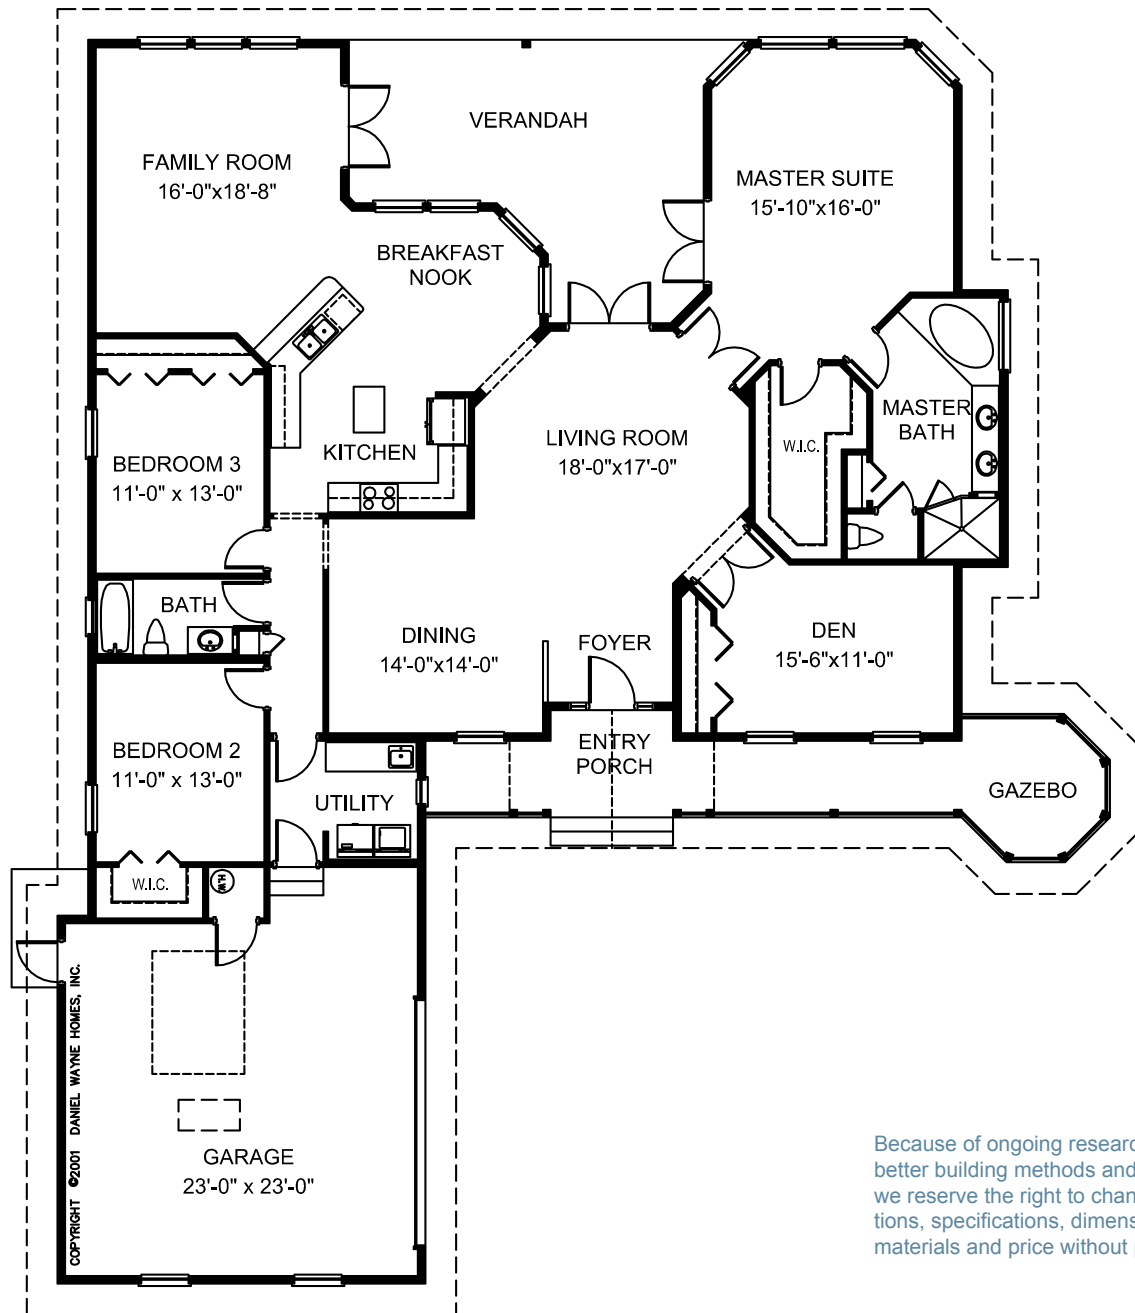 VERANDAH
FAMILY ROOM
16'-0"x18'-8"
MASTER SUITE
15'-10"x16'-0"
BREAKFAST
NOOK
MASTER
BATH
LIVING ROOM
18'-0"x17'-0"
W.I.C.
KITCHEN
BEDROOM 3
11'-0" x 13'-0"
BATH
DINING
14'-0"x14'-0"
FOYER
DEN
15'-6"x11'-0"
BEDROOM 2
11'-0" x 13'-0"
ENTRY
PORCH
GAZEBO
UTILITY
W.I.C.
H.W
COPYRIGHT ©2001 DANIEL WAYNE HOMES, INC.
GARAGE
23'-0" x 23'-0"
Because of ongoing researc
better building methods and
we reserve the right to chan
tions, specifications, dimens
materials and price without